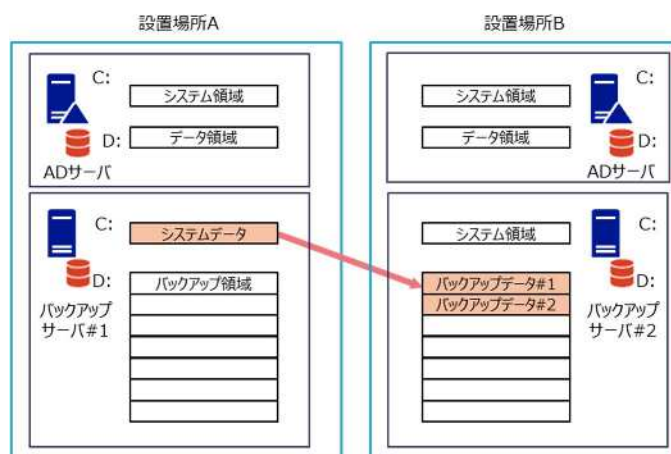 設置場所A
C:
システム領域
D:
データ領域
ADサーバ
C:
システムデータ
D:
バックアップ領域
バックアップ
サーバ#1
設置場所B
システム領域
C:
データ領域
D:
ADサーバ
システム領域
C:
バックアップデータ#1
D:
バックアップデータ#2
バックアップ
サーバ#2